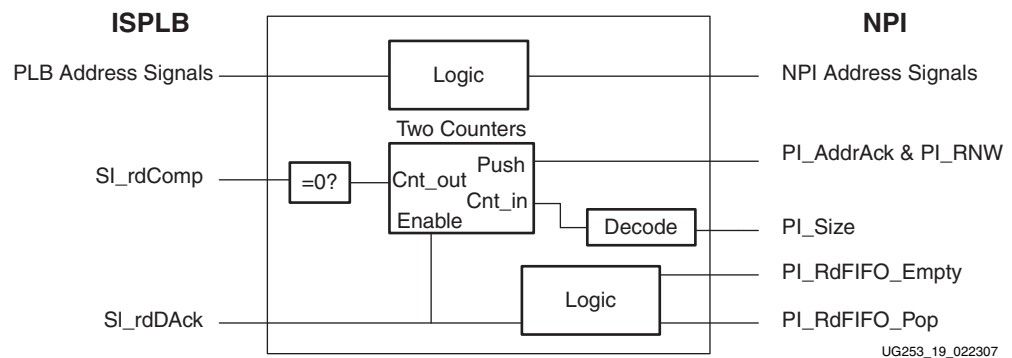 ISPLB NPI
PLB Address Signals Logic NPI Address Signals
Two Counters
Push PI_AddrAck & PI_RNW
Sl_rdComp =0? Cnt_out
Cnt_in
Enable Decode PI_Size
PI_RdFIFO_Empty
Logic
Sl_rdDAck PI_RdFIFO_Pop
UG253_19_022307